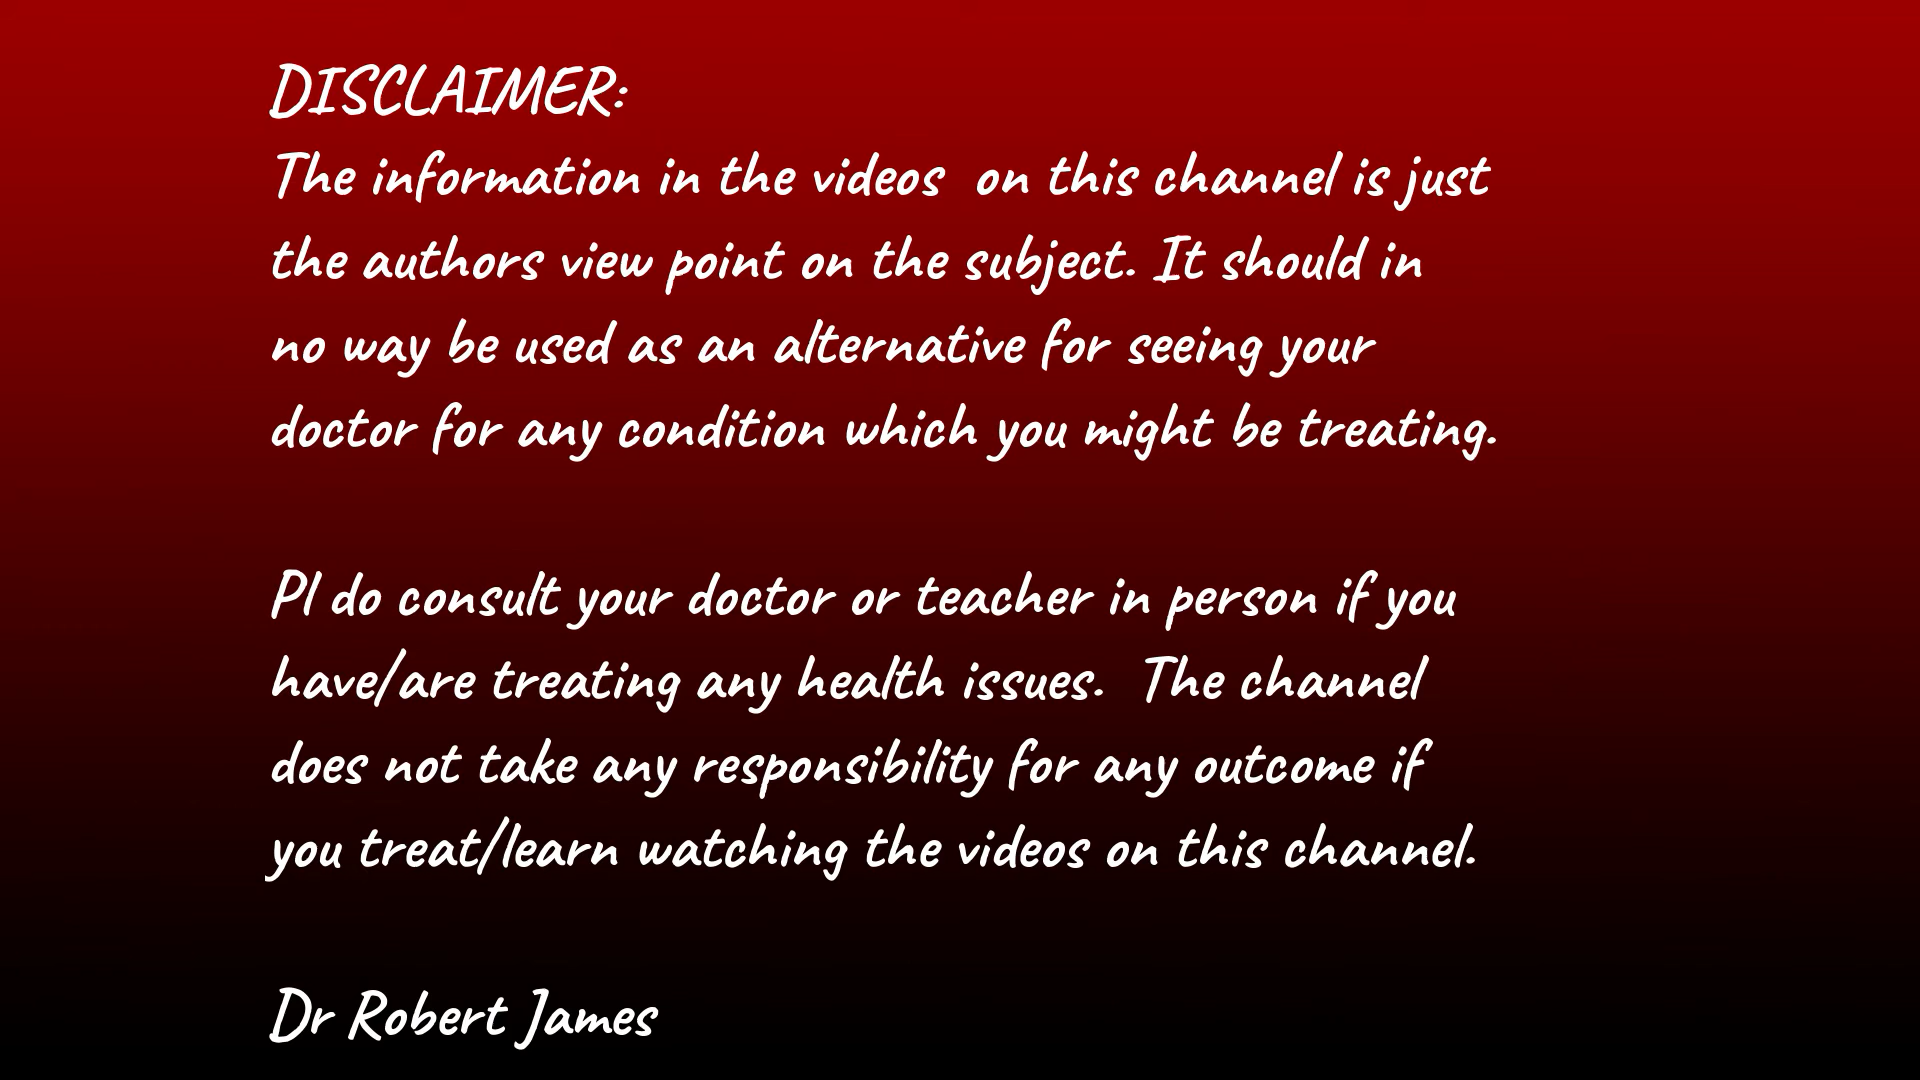 DISCLAIMER:
The information in the videos  on this channel is just
the authors view point on the subject. It should in
no way be used as an alternative for seeing your
doctor for any condition which you might be treating.
Pl do consult your doctor or teacher in person if you
have/are treating any health issues.  The channel
does not take any responsibility for any outcome if
you treat/learn watching the videos on this channel.
Dr Robert James